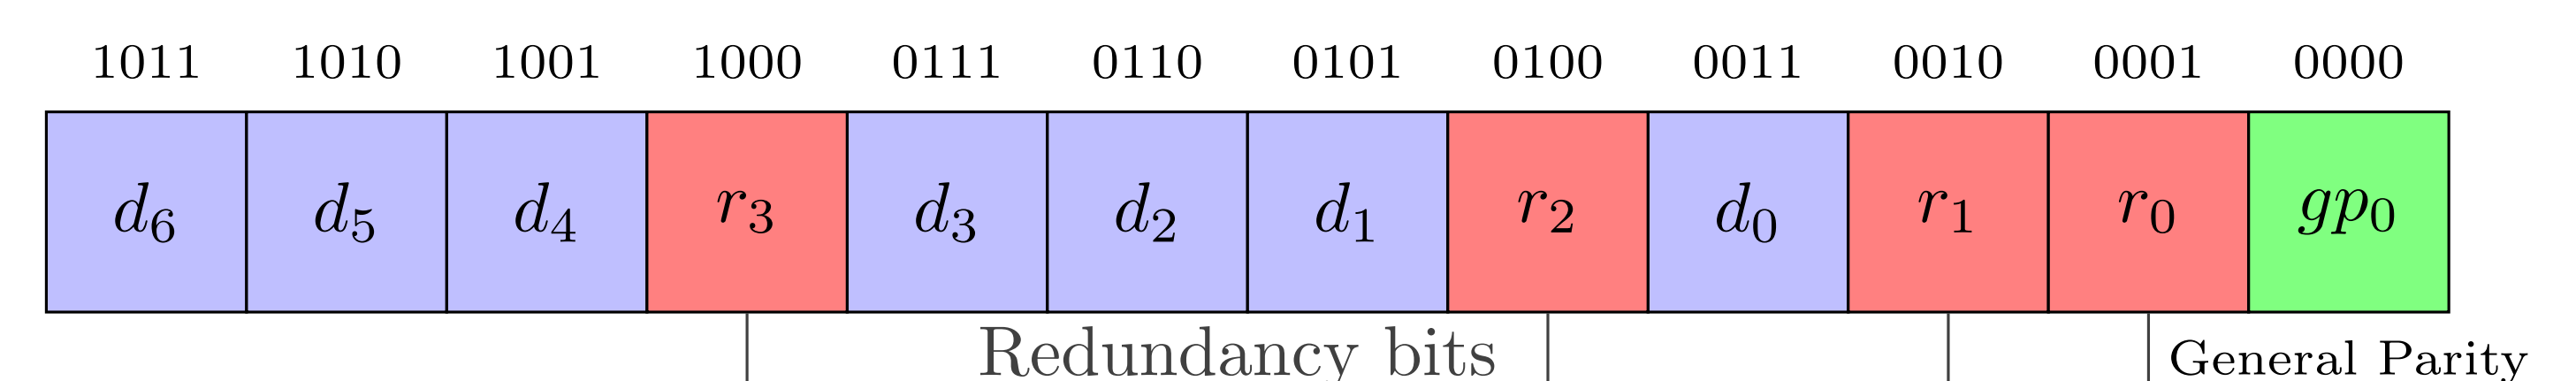 1011 1010 1001 1000 0111 0110 0101 0100 0011 0010 0001 0000
d₆ d₅ d₄ r₃ d₃ d₂ d₁ r₂ d₀ r₁ r₀ gp₀
Redundancy bits
General Parity